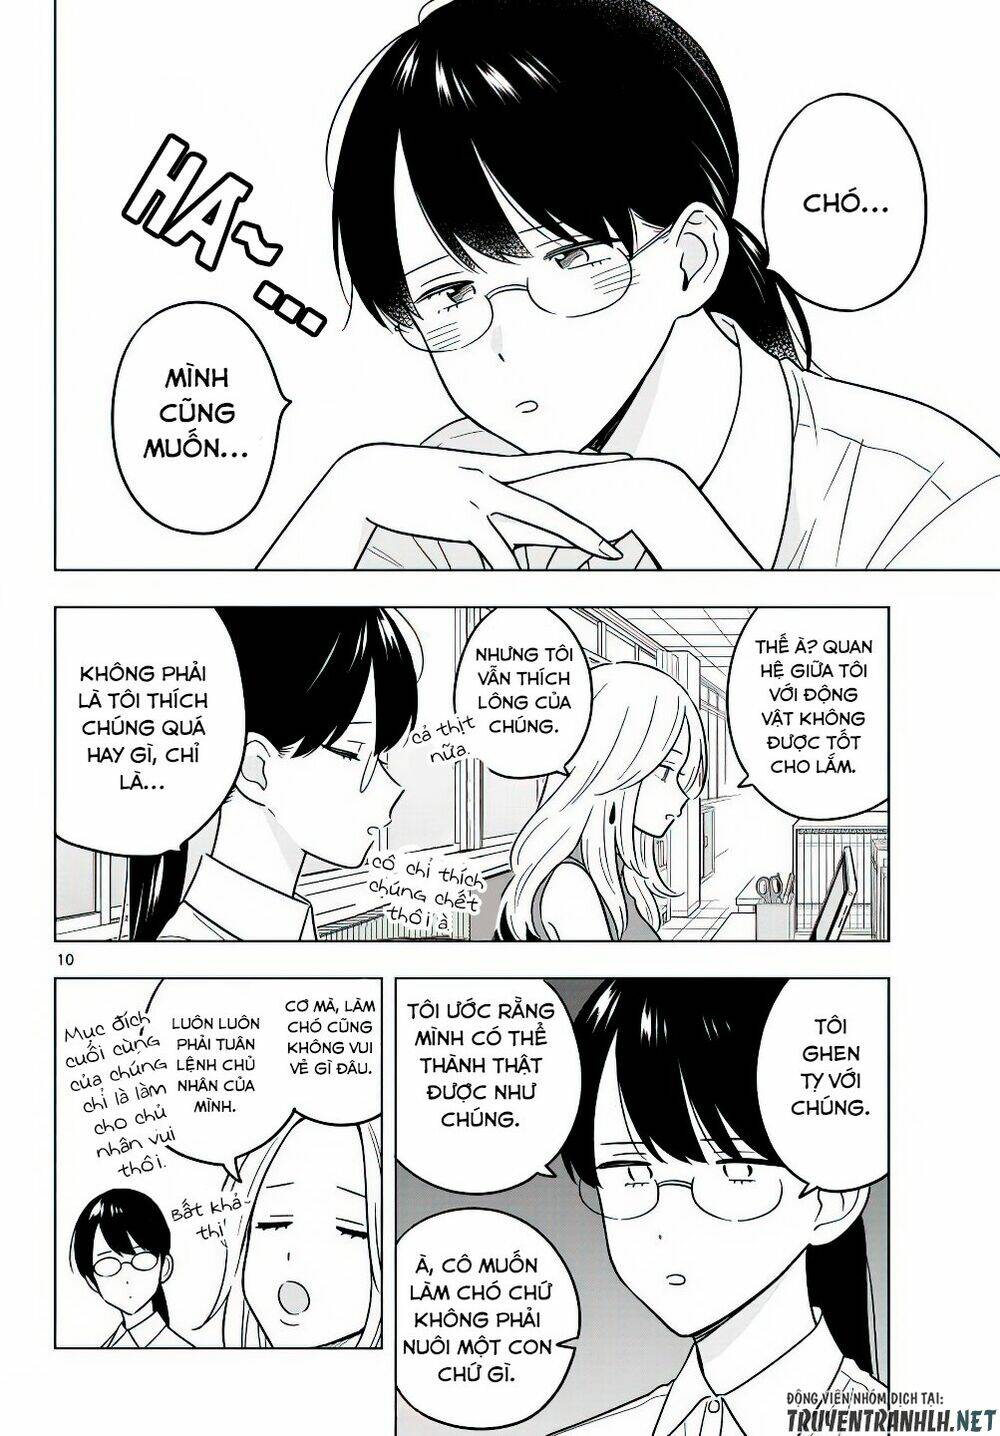 CHÓ...
HA~...
MÌNH
CŨNG
MUỐN...
THẾ À? QUAN
HỆ GIỮA TÔI
VỚI ĐỘNG
VẬT KHÔNG
ĐƯỢC TỐT
CHO LẮM.
NHƯNG TÔI
VẪN THÍCH
LÔNG CỦA
CHÚNG.
cả thịt
nữa.
KHÔNG PHẢI
LÀ TÔI THÍCH
CHÚNG QUÁ
HAY GÌ, CHỈ
LÀ...
cô chỉ thích
chúng chết
thôi à.
10
TÔI
GHEN
TỴ VỚI
CHÚNG.
TÔI ƯỚC RẰNG
MÌNH CÓ THỂ
THÀNH THẬT
ĐƯỢC NHƯ
CHÚNG.
À, CÔ MUỐN
LÀM CHÓ CHỨ
KHÔNG PHẢI
NUÔI MỘT CON
CHỨ GÌ.
CƠ MÀ, LÀM
CHÓ CŨNG
KHÔNG VUI
VẺ GÌ ĐÂU.
LUÔN LUÔN
PHẢI TUÂN
LỆNH CHỦ
NHÂN CỦA
MÌNH.
Mục đích
cuối cùng
của chúng
chỉ là làm
cho chủ
nhân vui
thôi.
Bất khả
thi
ĐỘNG VIÊN NHÓM DỊCH TẠI:
TRUYENTRANHLH.NET